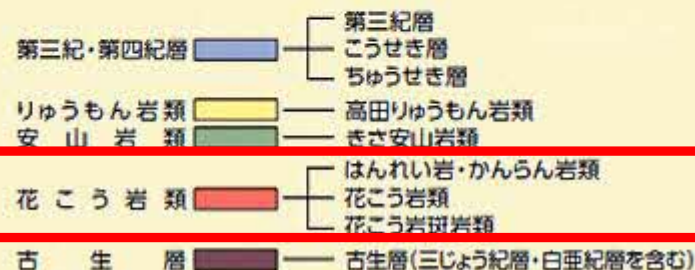 第三紀層
第三紀・第四紀層 こうせき層
ちゅうせき層
りゅうもん岩類 高田りゅうもん岩類
安山岩類 きさ安山岩類
はんれい岩・かんらん岩類
花こう岩類 花こう岩類
花こう岩斑岩類
古生層 古生層(三じょう紀層・白亜紀層を含む)